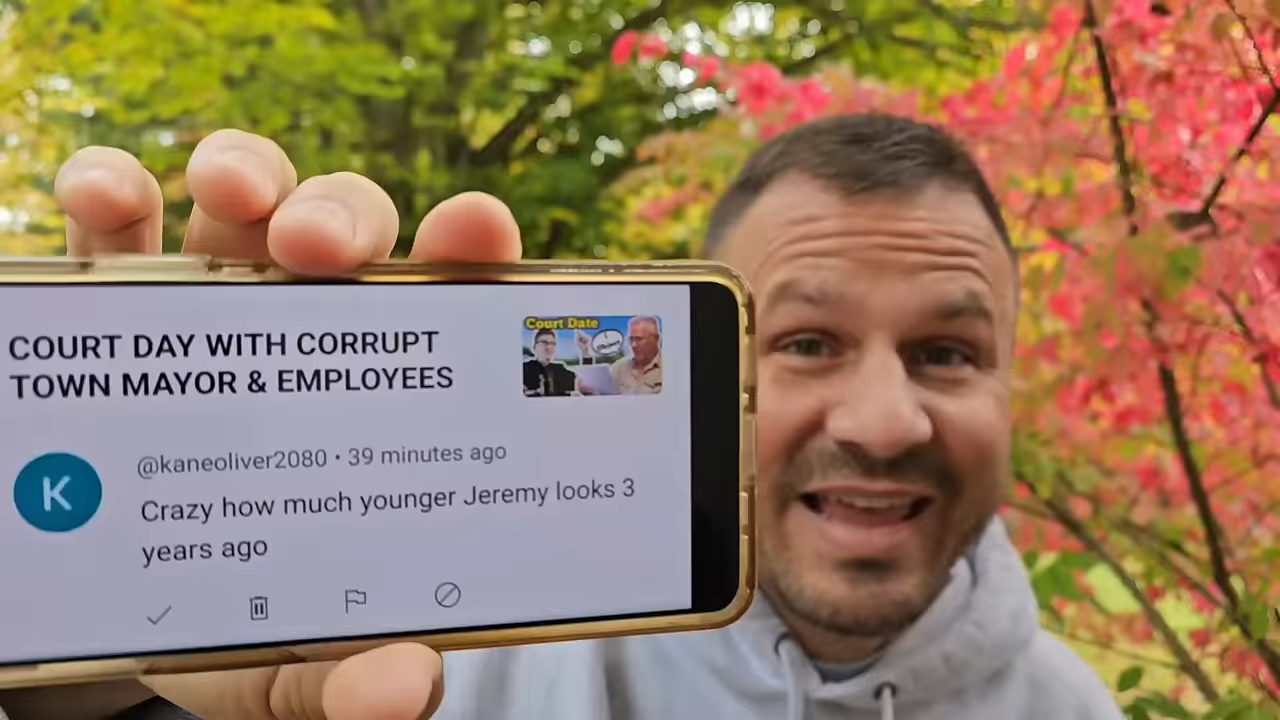 COURT DAY WITH CORRUPT
TOWN MAYOR & EMPLOYEES
Court Date
K
@kaneoliver2080 • 39 minutes ago
Crazy how much younger Jeremy looks 3
years ago